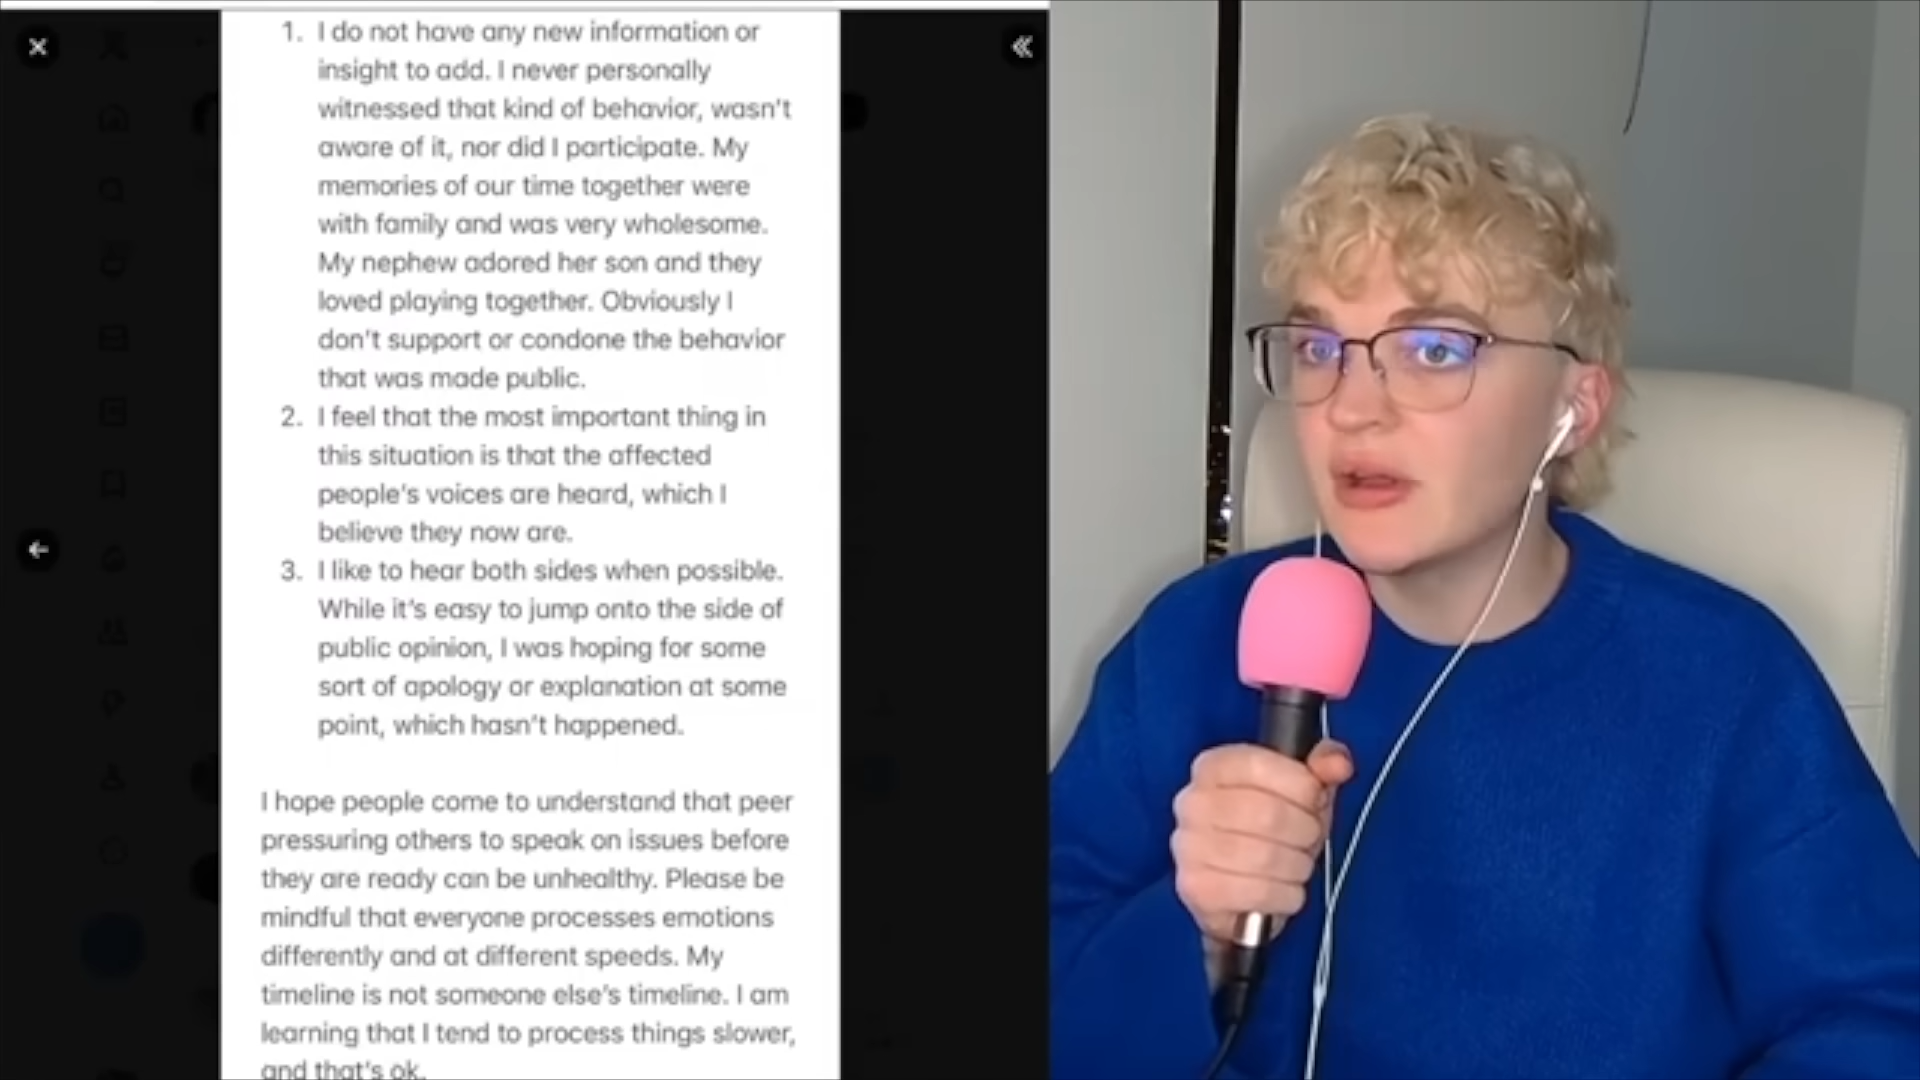 1. I do not have any new information or
insight to add. I never personally
witnessed that kind of behavior, wasn't
aware of it, nor did I participate. My
memories of our time together were
with family and was very wholesome.
My nephew adored her son and they
loved playing together. Obviously I
don't support or condone the behavior
that was made public.
2. I feel that the most important thing in
this situation is that the affected
people's voices are heard, which I
believe they now are.
3. I like to hear both sides when possible.
While it's easy to jump onto the side of
public opinion, I was hoping for some
sort of apology or explanation at some
point, which hasn't happened.
I hope people come to understand that peer
pressuring others to speak on issues before
they are ready can be unhealthy. Please be
mindful that everyone processes emotions
differently and at different speeds. My
timeline is not someone else's timeline. I am
learning that I tend to process things slower,
and that's ok.